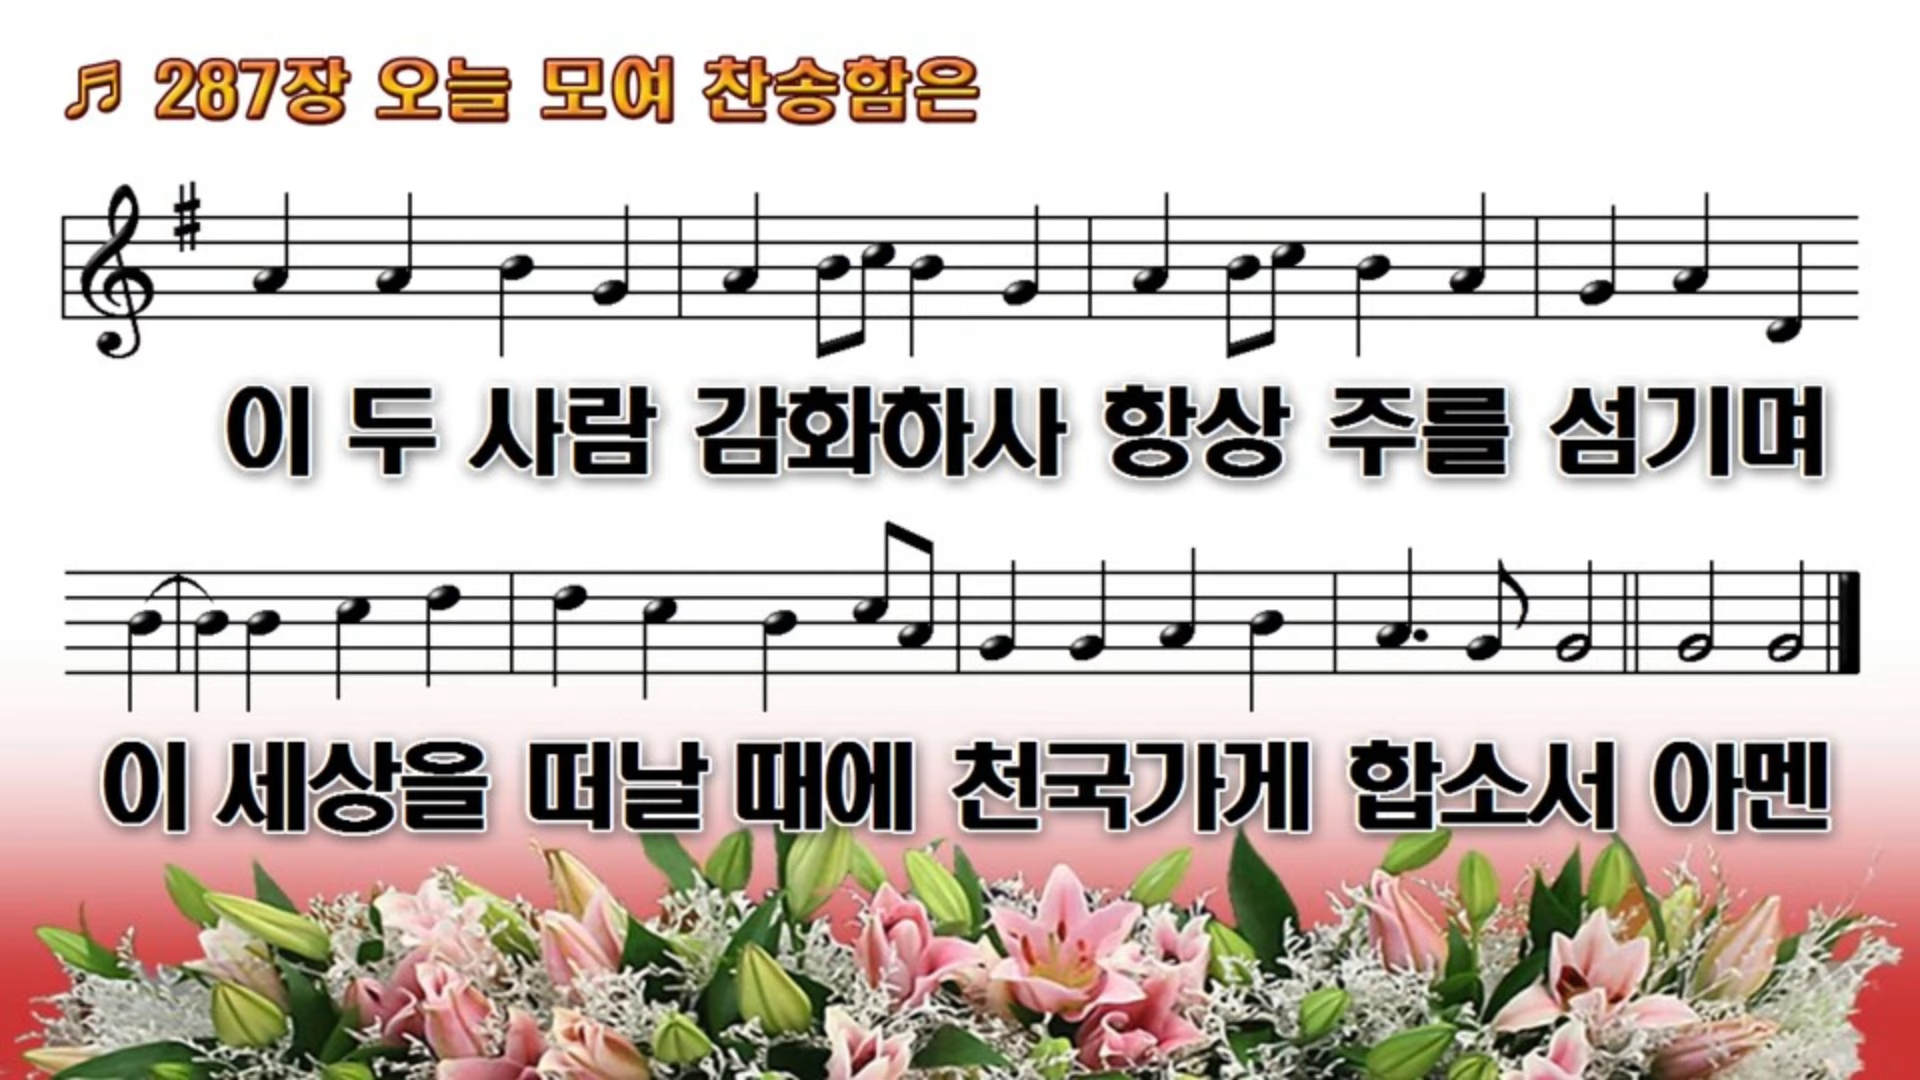 287장 오늘 모여 찬송함은
이 두 사람 감화하사 항상 주를 섬기며
이 세상을 떠날 때에 천국가게 합소서 아멘